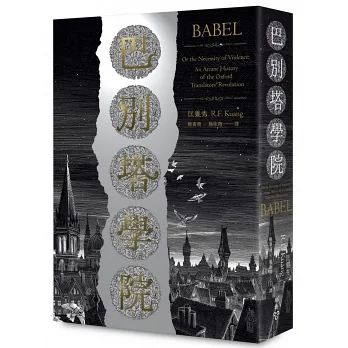 巴別塔學院
BABEL
Or the Necessity of Violence:
An Arcane History
of the Oxford
Translators' Revolution
匡靈秀 R.F. Kuang
譯
巴別塔學院
BABEL